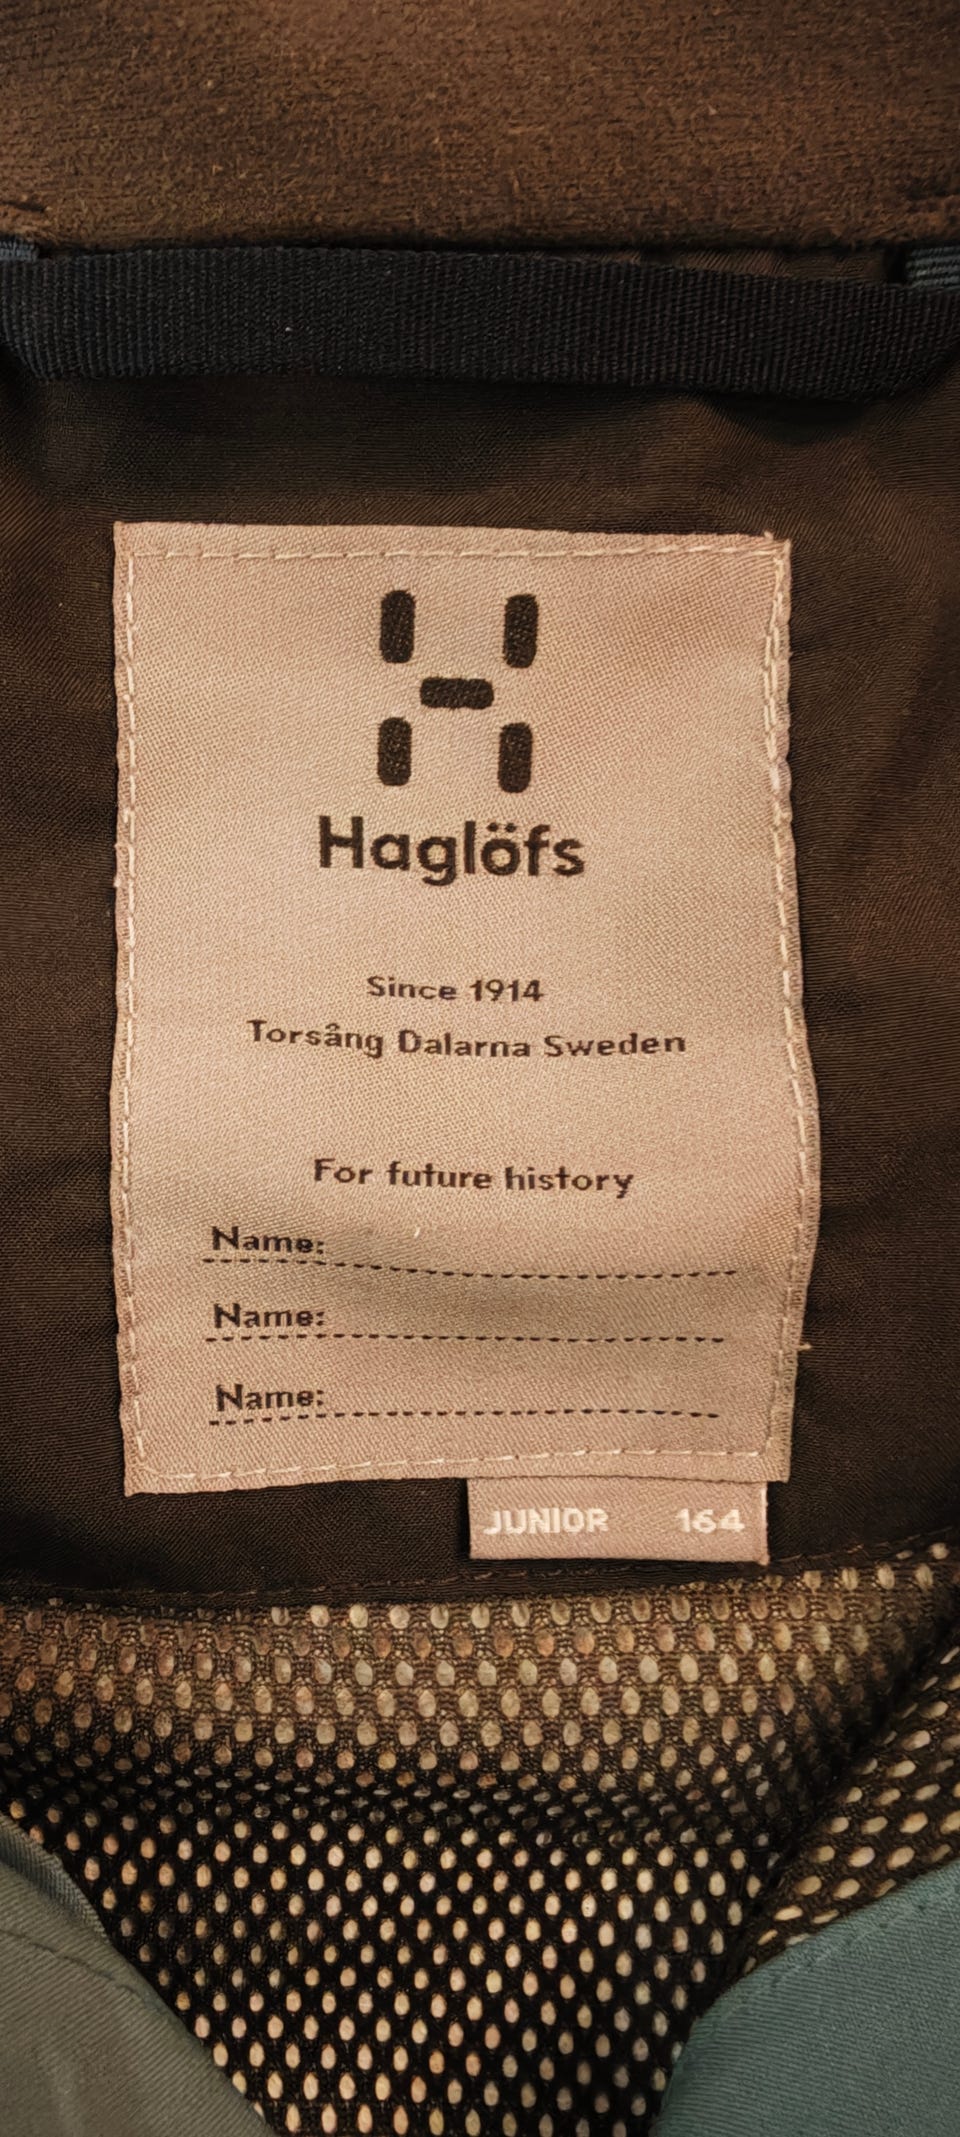 Haglöfs
Since 1914
Torsång Dalarna Sweden
For future history
Name:
Name:
Name:
JUNIOR 164